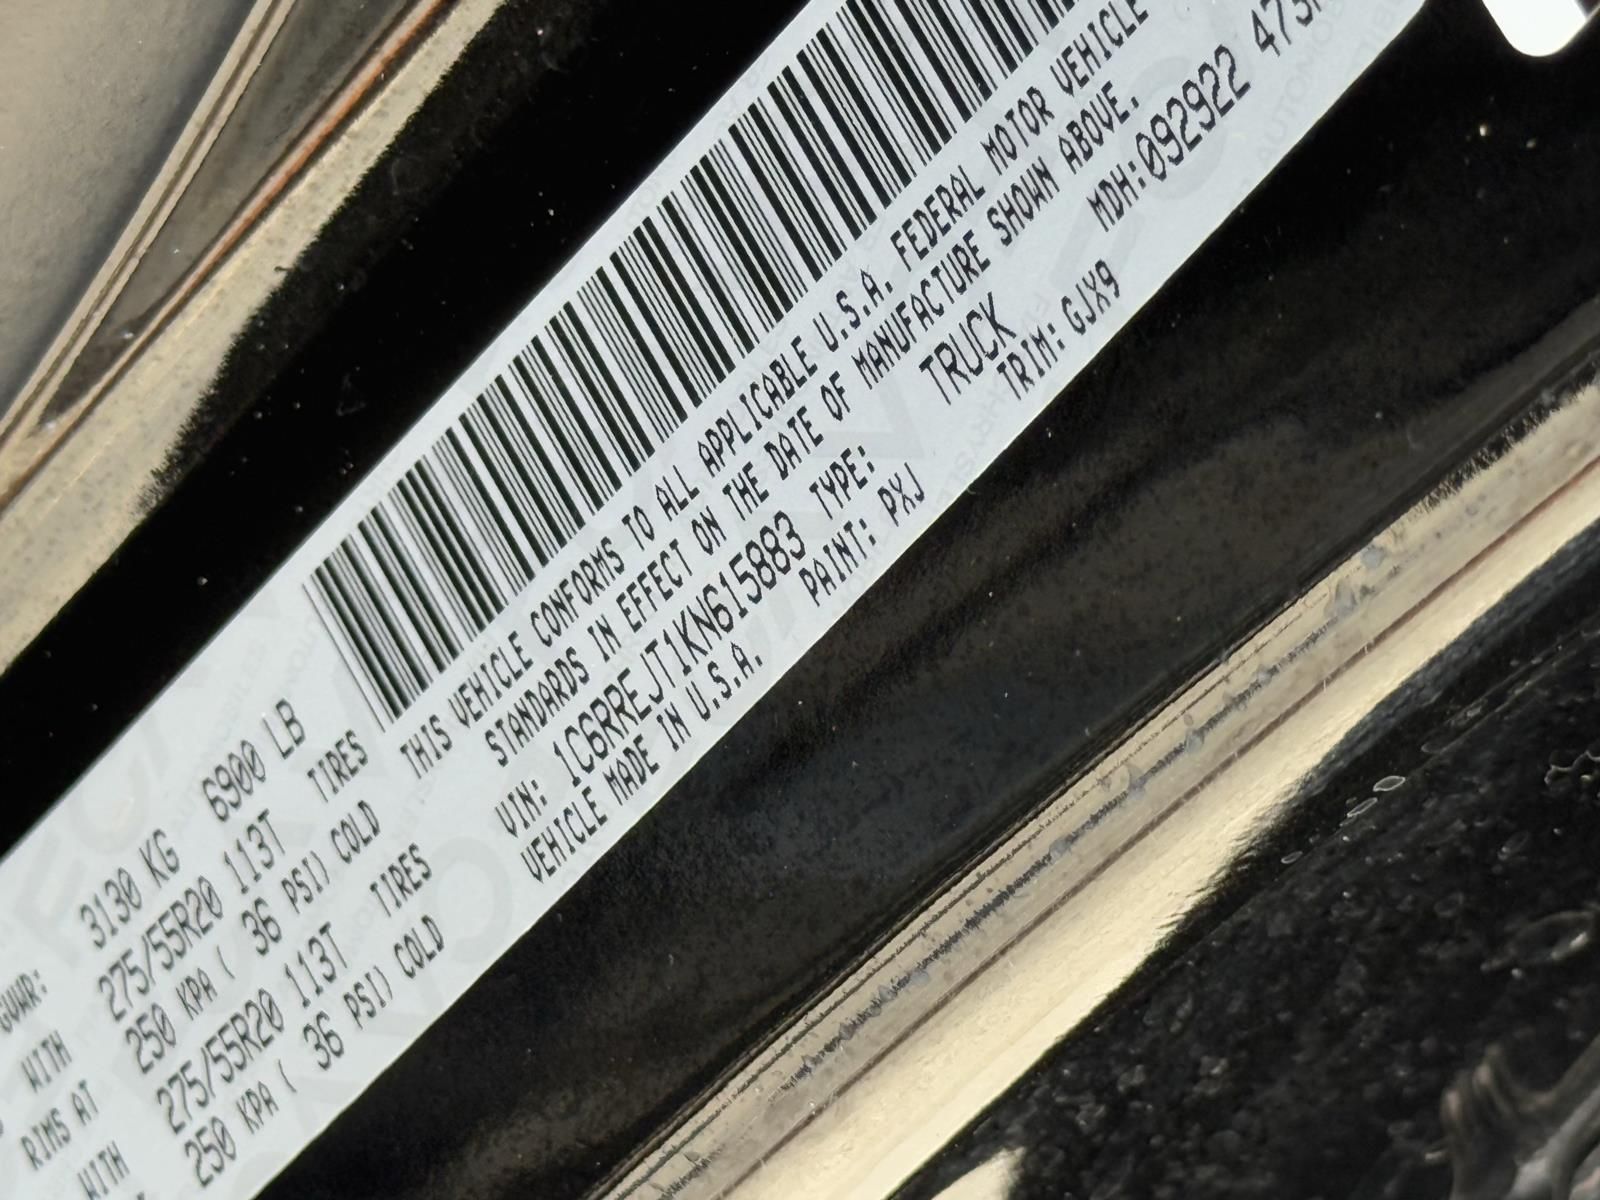 GVWR: 3130 KG 6900 LB
WITH 275/55R20 113T TIRES
RIMS AT 250 KPA ( 36 PSI) COLD
WITH 275/55R20 113T TIRES
250 KPA ( 36 PSI) COLD
THIS VEHICLE CONFORMS TO ALL APPLICABLE U.S.A. FEDERAL MOTOR VEHICLE
STANDARDS IN EFFECT ON THE DATE OF MANUFACTURE SHOWN ABOVE.
MDH: 092922
VIN: 1C6RREJT1KN615883 TYPE: TRUCK
VEHICLE MADE IN U.S.A. PAINT: PXJ TRIM: GJX9